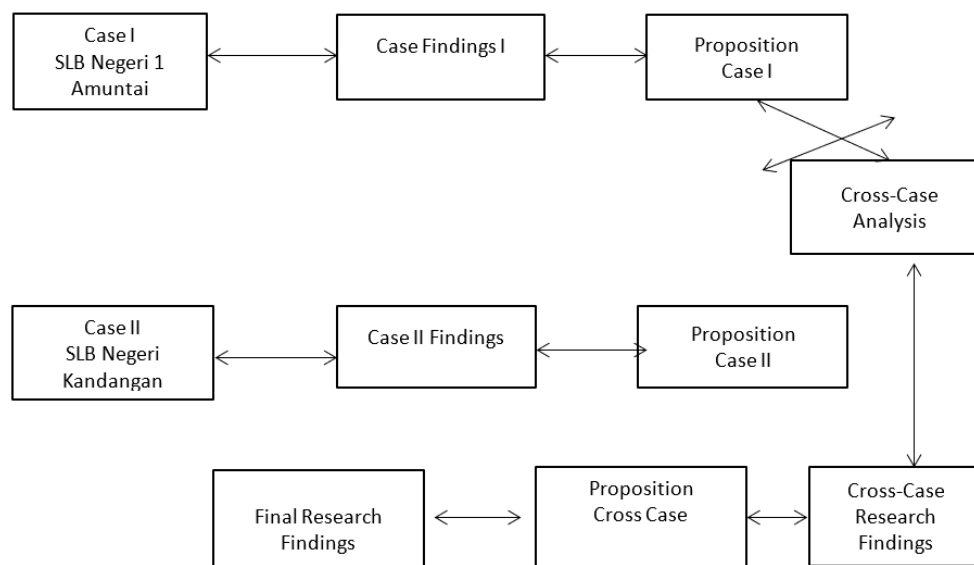 Case I
SLB Negeri 1
Amuntai
Case Findings I
Proposition
Case I
Cross-Case
Analysis
Case II
SLB Negeri
Kandangan
Case II Findings
Proposition
Case II
Final Research
Findings
Proposition
Cross Case
Cross-Case
Research
Findings